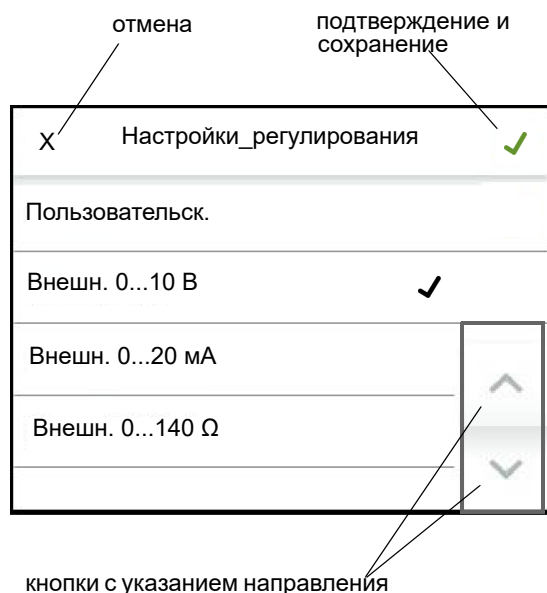 отмена
подтверждение и
сохранение
X Настройки_регулирования
Пользовательск.
Внешн. 0...10 В
Внешн. 0...20 мА
Внешн. 0...140 Ω
кнопки с указанием направления